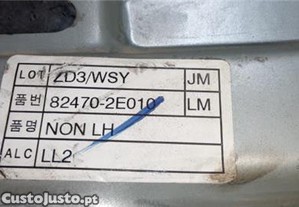 LOT ZD3/WSY JM
품번 82470-2E010 LM
품명 NON LH
ALC LL2
CustoJusto.pt